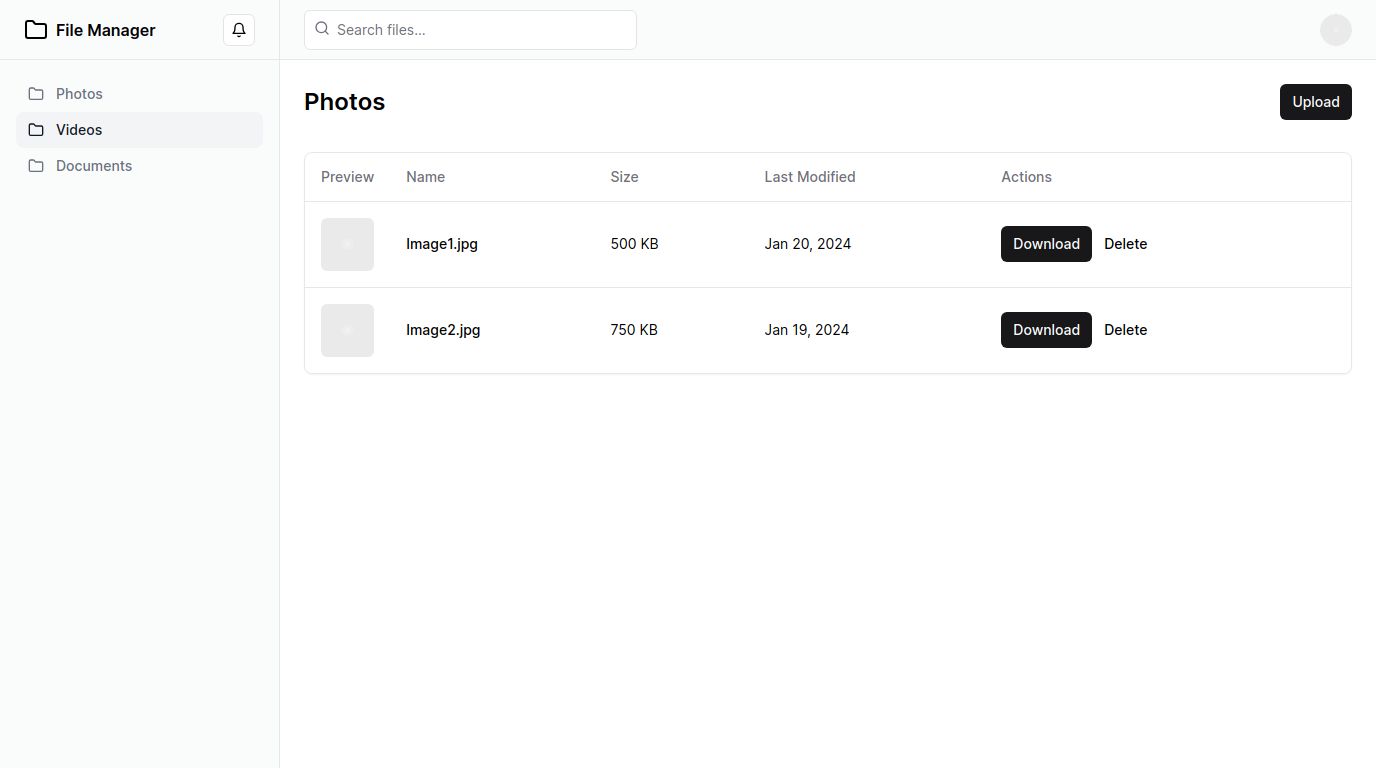 File Manager
Search files...
Photos
Videos
Documents
Photos
Upload
Preview Name Size Last Modified Actions
Image1.jpg 500 KB Jan 20, 2024 Download Delete
Image2.jpg 750 KB Jan 19, 2024 Download Delete